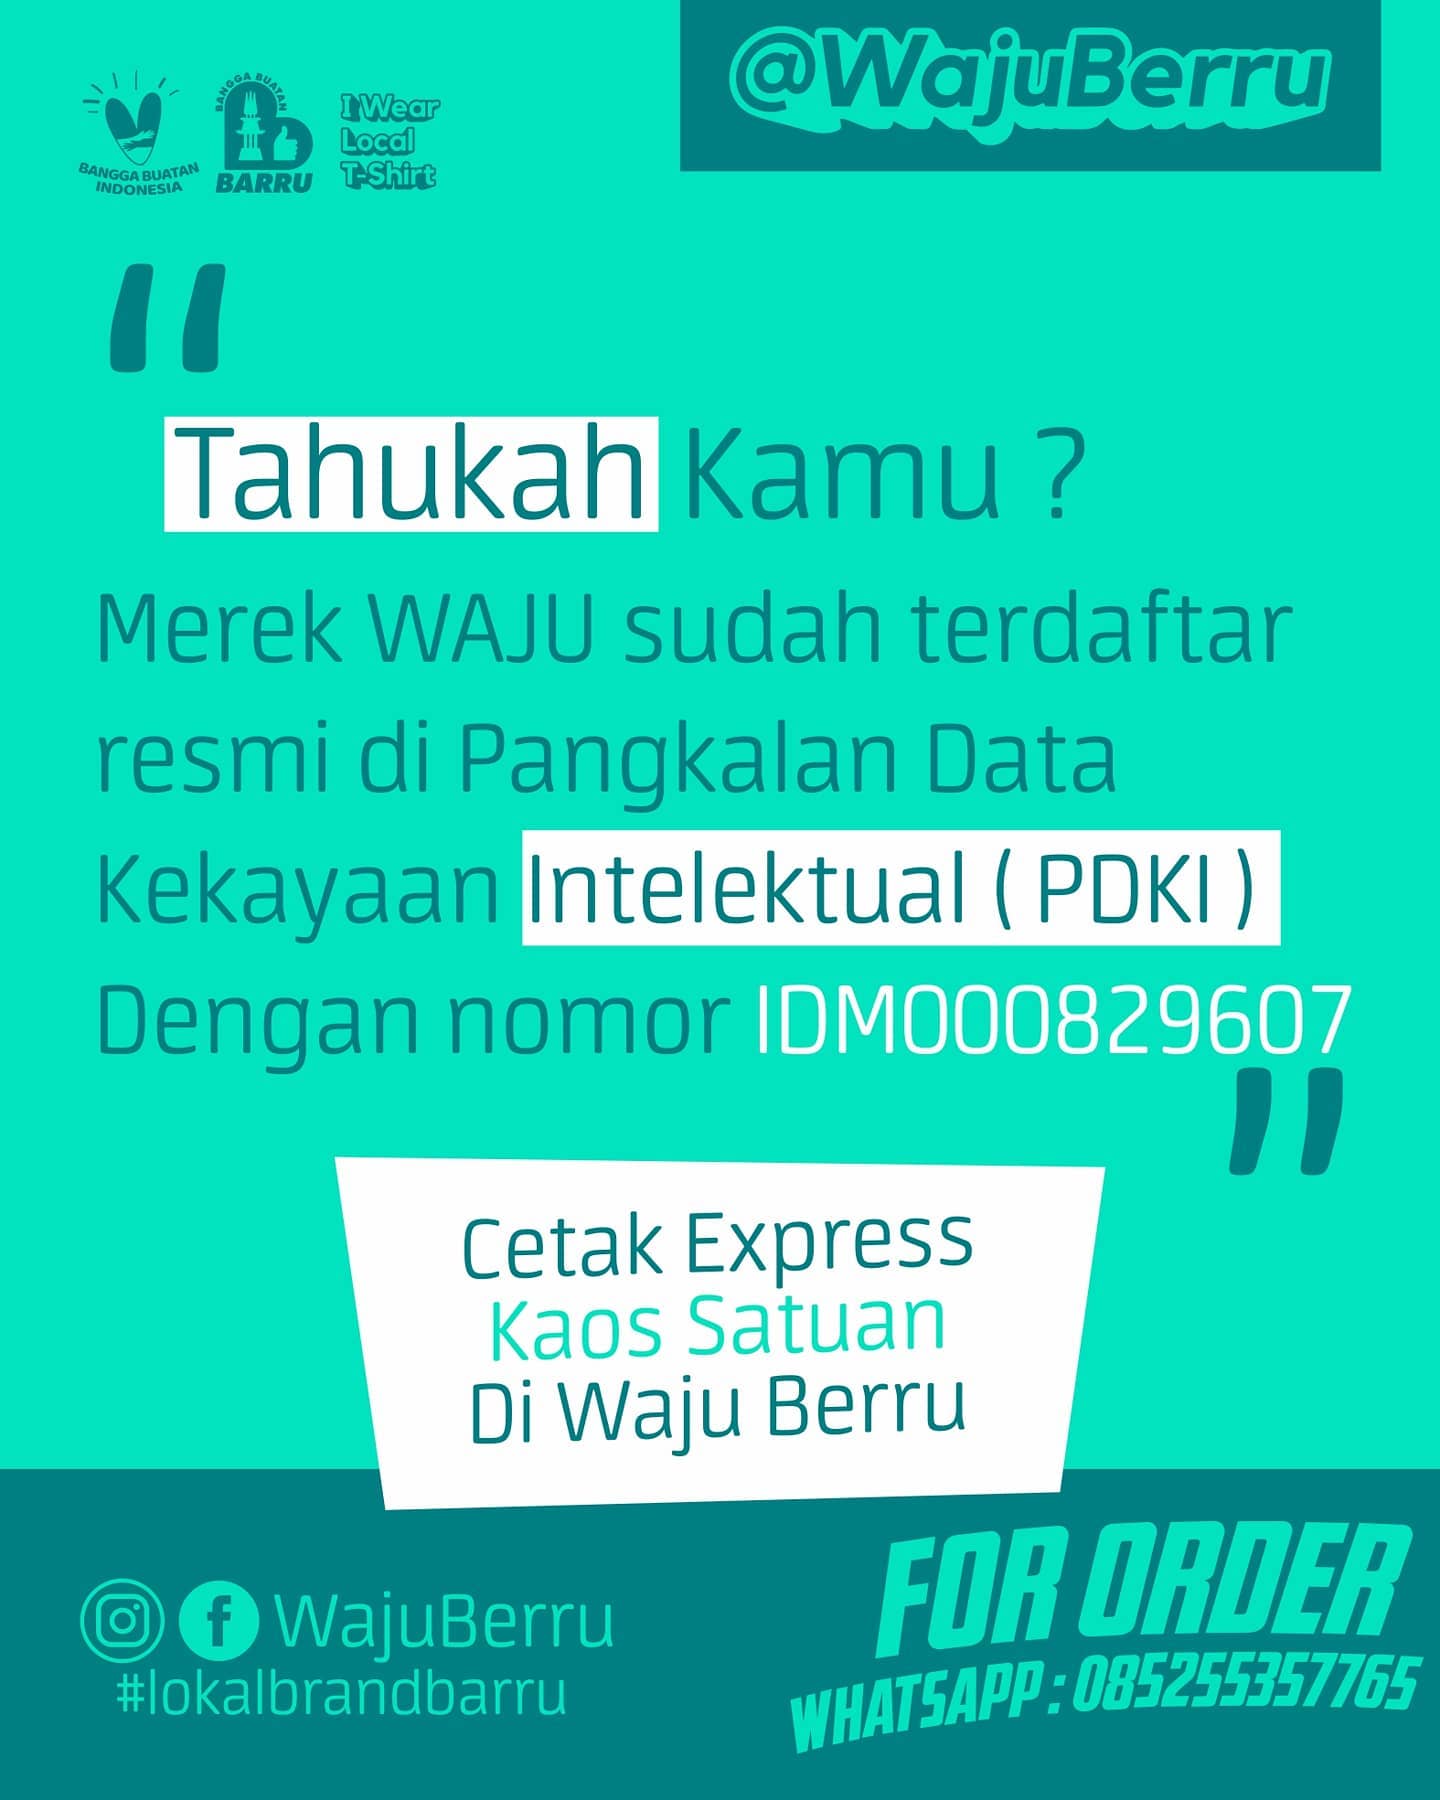 @WajuBerru
BANGGA BUATAN
INDONESIA
BANGGA BUATAN
BARRU
I Wear
Local
T-Shirt
“
Tahukah Kamu ?
Merek WAJU sudah terdaftar
resmi di Pangkalan Data
Kekayaan Intelektual ( PDKI )
Dengan nomor IDM000829607
”
Cetak Express
Kaos Satuan
Di Waju Berru
WajuBerru
#lokalbrandbarru
FOR ORDER
WHATSAPP : 085255357765